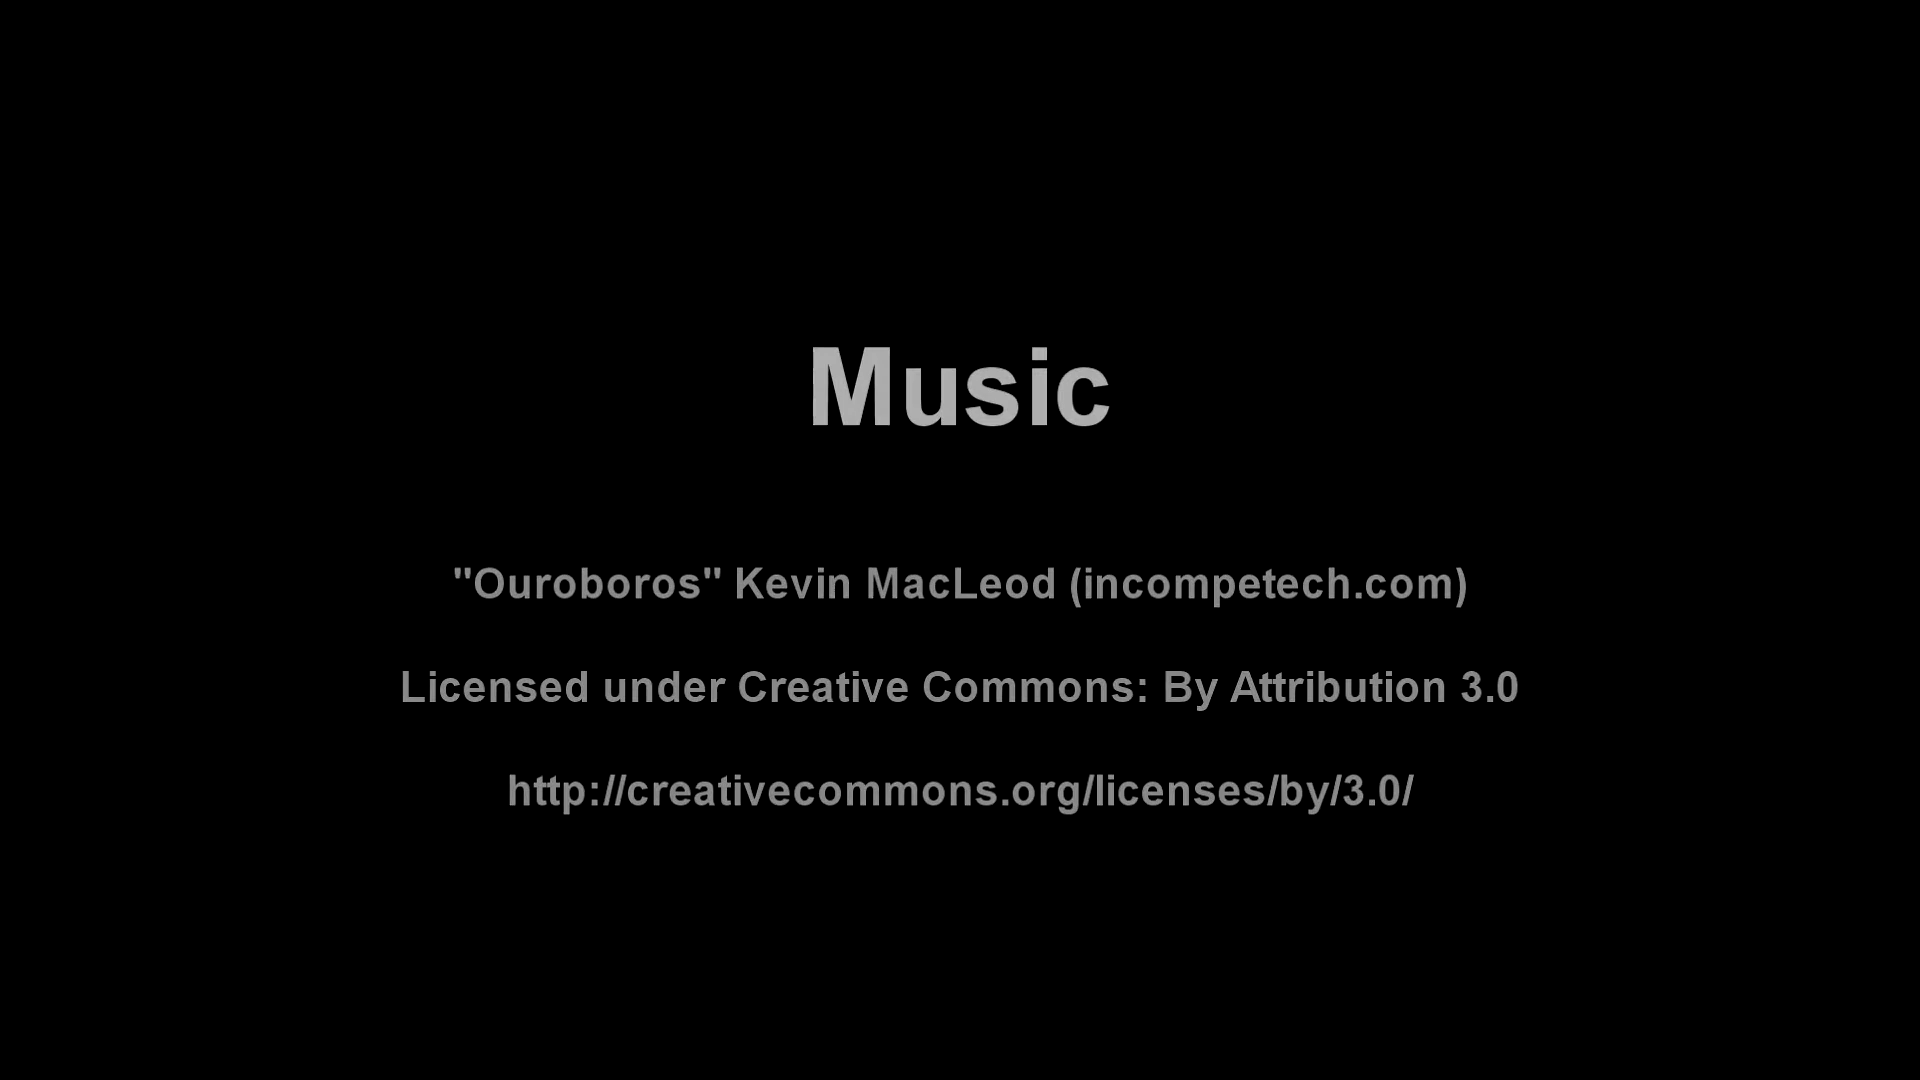 Music
"Ouroboros" Kevin MacLeod (incompetech.com)
Licensed under Creative Commons: By Attribution 3.0
http://creativecommons.org/licenses/by/3.0/